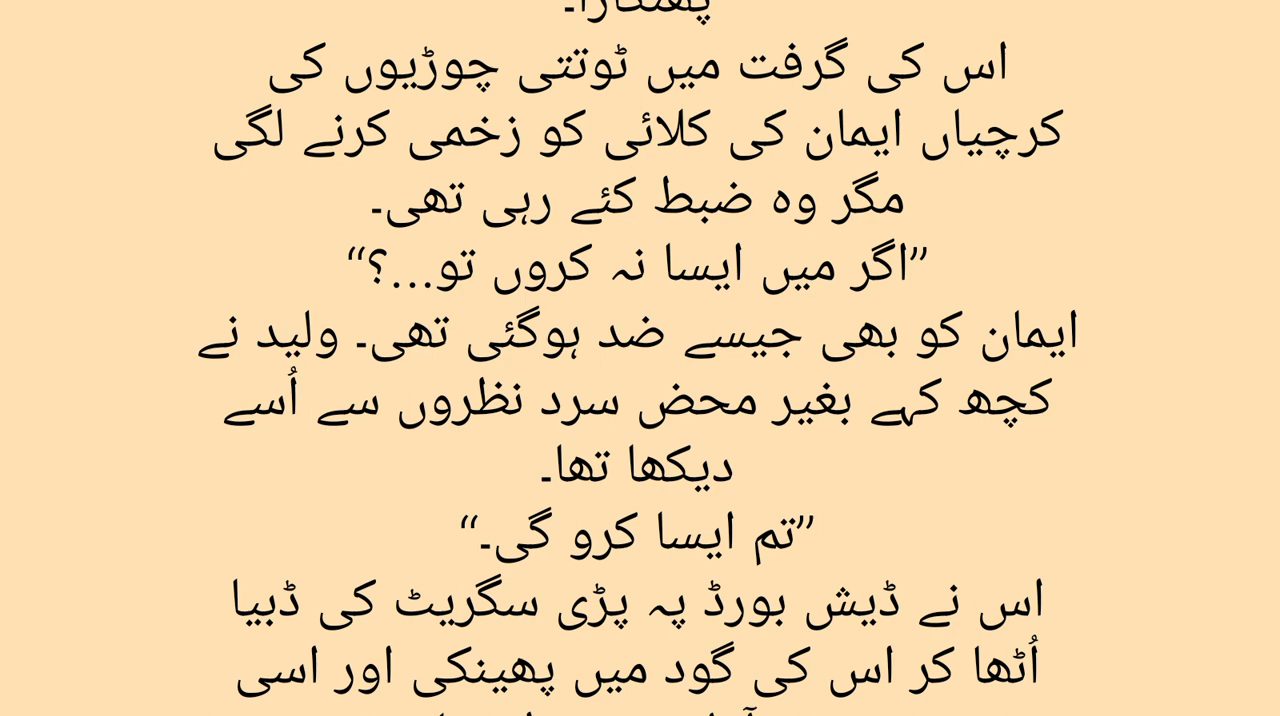 پھنکارا۔
اس کی گرفت میں ٹوتتی چوڑیوں کی
کرچیاں ایمان کی کلائی کو زخمی کرنے لگی
مگر وہ ضبط کئے رہی تھی۔
”اگر میں ایسا نہ کروں تو...؟“
ایمان کو بھی جیسے ضد ہوگئی تھی۔ ولید نے
کچھ کہے بغیر محض سرد نظروں سے اُسے
دیکھا تھا۔
”تم ایسا کرو گی۔“
اس نے ڈیش بورڈ پہ پڑی سگریٹ کی ڈبیا
اُٹھا کر اس کی گود میں پھینکی اور اسی